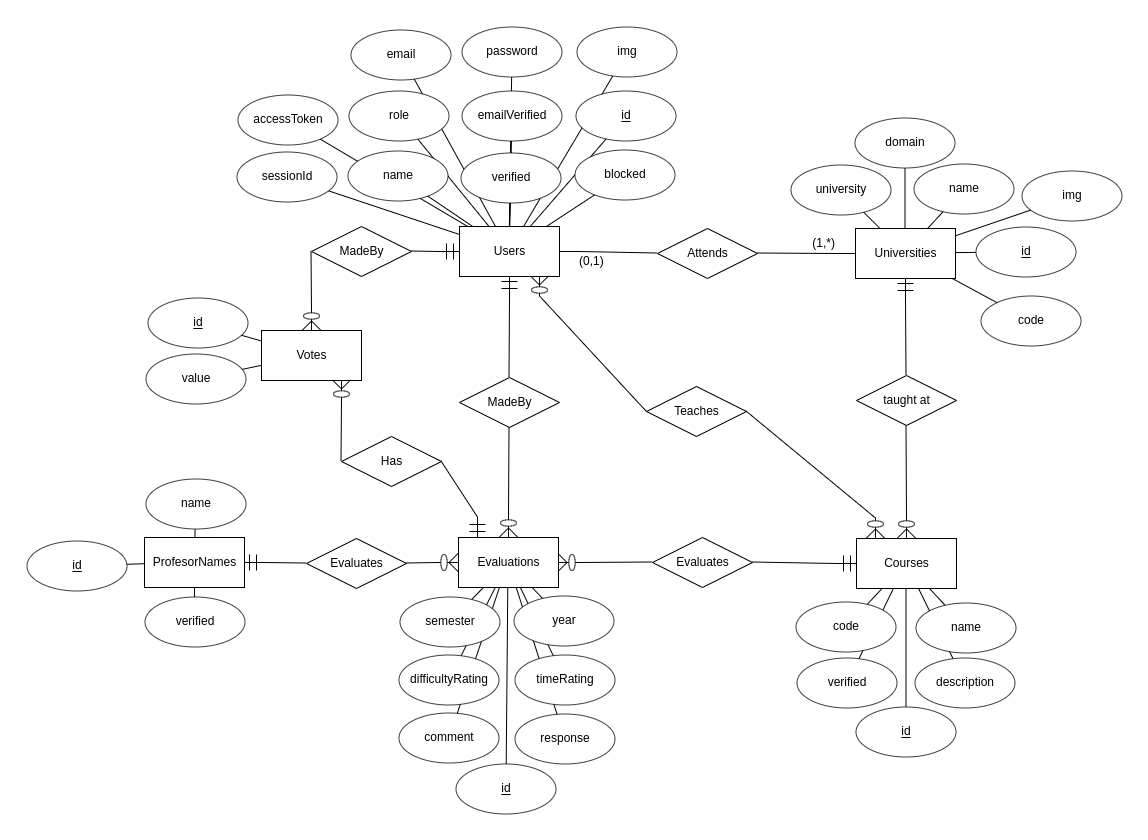 email
password
img
accessToken
role
emailVerified
id
domain
sessionId
name
verified
blocked
university
name
img
MadeBy
Users
(0,1)
Attends
(1,*)
Universities
id
id
code
Votes
value
MadeBy
Teaches
taught at
Has
name
id
ProfesorNames
Evaluates
Evaluations
Evaluates
Courses
verified
semester
year
code
name
difficultyRating
timeRating
verified
description
comment
response
id
id